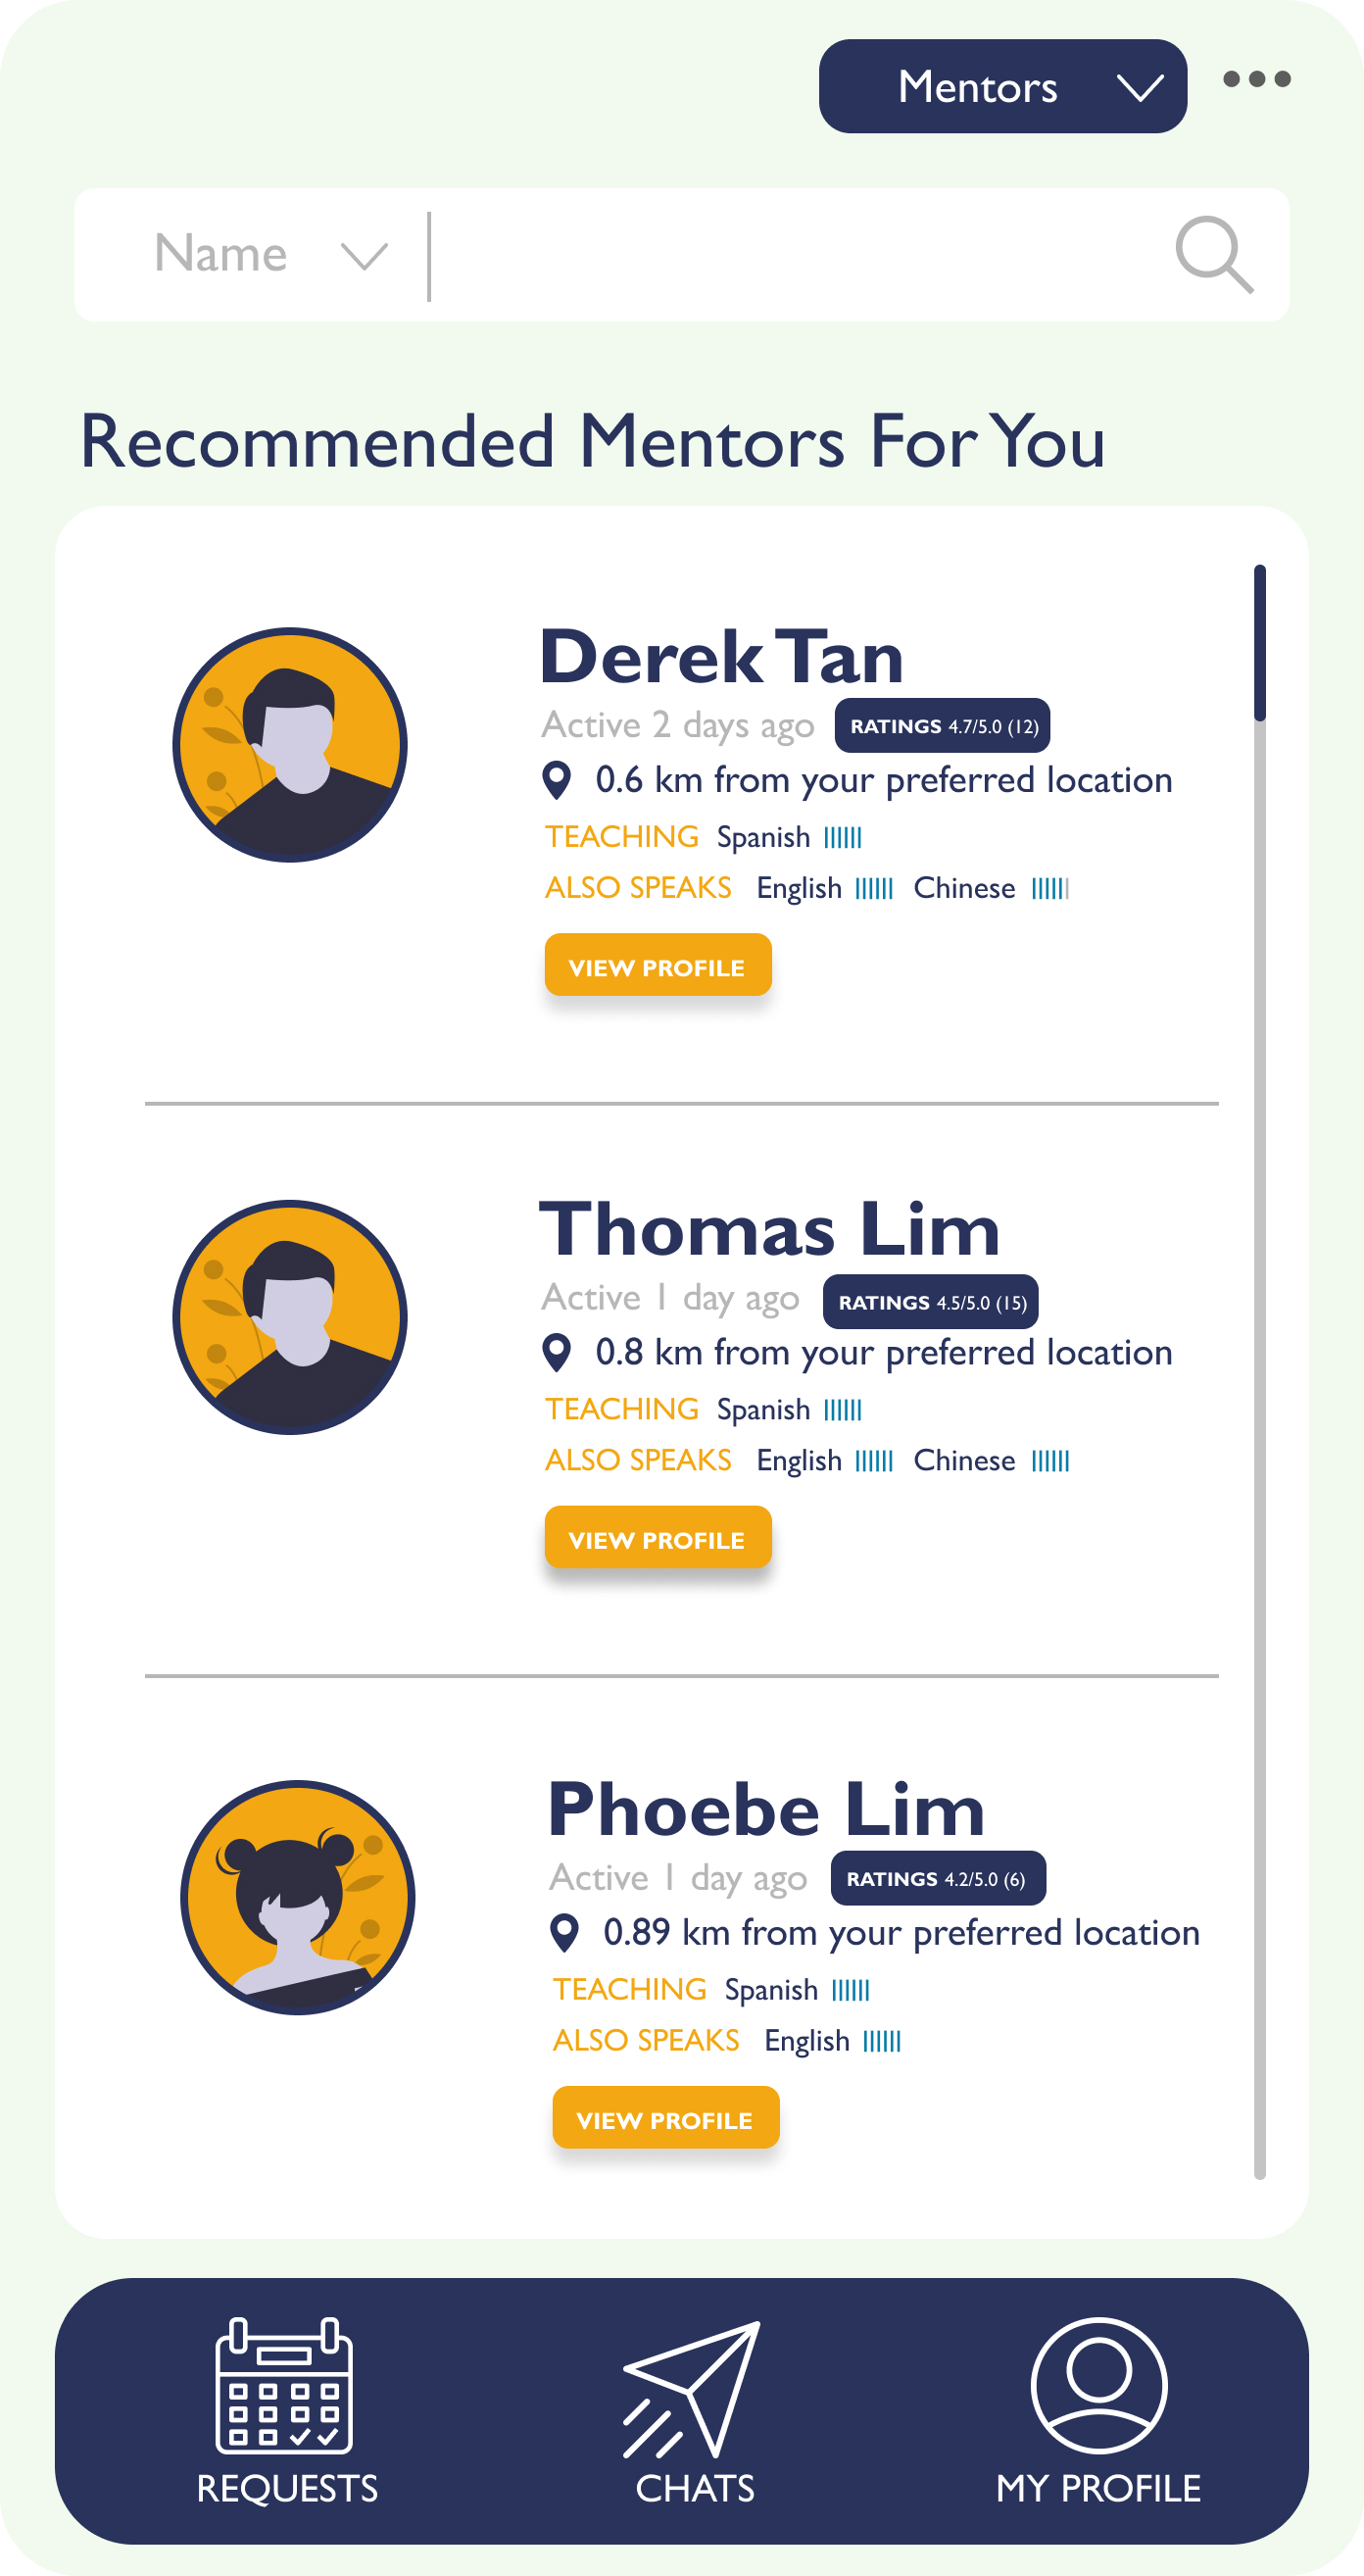 Mentors
Name
Recommended Mentors For You
Derek Tan
Active 2 days ago RATINGS 4.7/5.0 (12)
0.6 km from your preferred location
TEACHING Spanish
ALSO SPEAKS English Chinese
VIEW PROFILE
Thomas Lim
Active 1 day ago RATINGS 4.5/5.0 (15)
0.8 km from your preferred location
TEACHING Spanish
ALSO SPEAKS English Chinese
VIEW PROFILE
Phoebe Lim
Active 1 day ago RATINGS 4.2/5.0 (6)
0.89 km from your preferred location
TEACHING Spanish
ALSO SPEAKS English
VIEW PROFILE
REQUESTS CHATS MY PROFILE